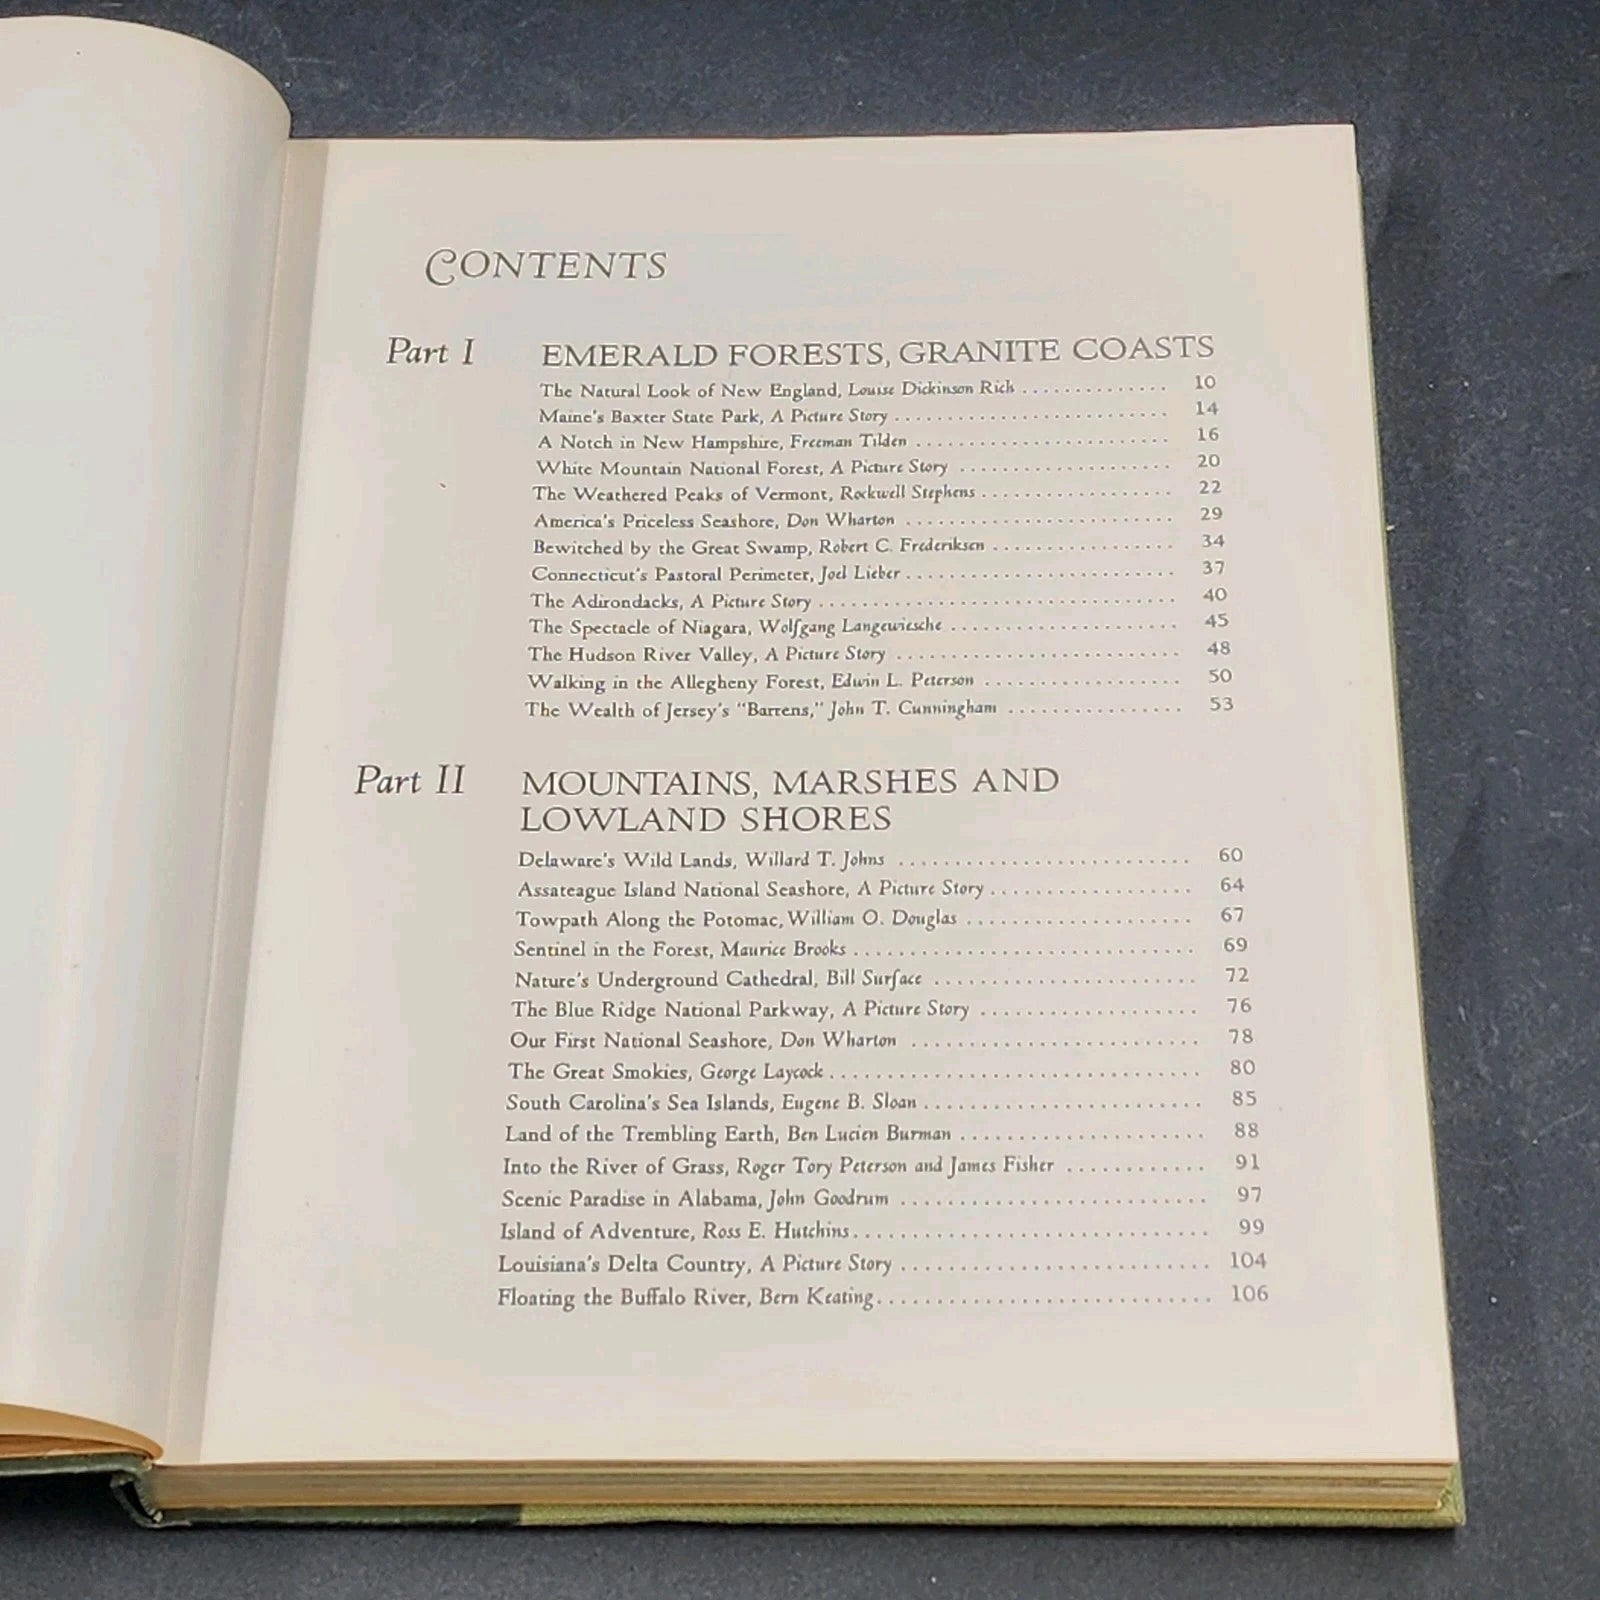 CONTENTS
Part I EMERALD FORESTS, GRANITE COASTS
The Natural Look of New England, Louise Dickinson Rich .............. 10
Maine's Baxter State Park, A Picture Story .......................... 14
A Notch in New Hampshire, Freeman Tilden ........................ 16
White Mountain National Forest, A Picture Story .................... 20
The Weathered Peaks of Vermont, Rockwell Stephens .................. 22
America's Priceless Seashore, Don Wharton ......................... 29
Bewitched by the Great Swamp, Robert C. Frederiksen ................. 34
Connecticut's Pastoral Perimeter, Joel Lieber ......................... 37
The Adirondacks, A Picture Story .................................. 40
The Spectacle of Niagara, Wolfgang Langewiesche ..................... 45
The Hudson River Valley, A Picture Story .......................... 48
Walking in the Allegheny Forest, Edwin L. Peterson .................. 50
The Wealth of Jersey's "Barrens," John T. Cunningham ................ 53
Part II MOUNTAINS, MARSHES AND
LOWLAND SHORES
Delaware's Wild Lands, Willard T. Johns ........................... 60
Assateague Island National Seashore, A Picture Story .................. 64
Towpath Along the Potomac, William O. Douglas .................... 67
Sentinel in the Forest, Maurice Brooks .............................. 69
Nature's Underground Cathedral, Bill Surface ....................... 72
The Blue Ridge National Parkway, A Picture Story ................... 76
Our First National Seashore, Don Wharton ......................... 78
The Great Smokies, George Laycock ................................ 80
South Carolina's Sea Islands, Eugene B. Sloan ........................ 85
Land of the Trembling Earth, Ben Lucien Burman ..................... 88
Into the River of Grass, Roger Tory Peterson and James Fisher ............ 91
Scenic Paradise in Alabama, John Goodrum .......................... 97
Island of Adventure, Ross E. Hutchins .............................. 99
Louisiana's Delta Country, A Picture Story .......................... 104
Floating the Buffalo River, Bern Keating ............................ 106